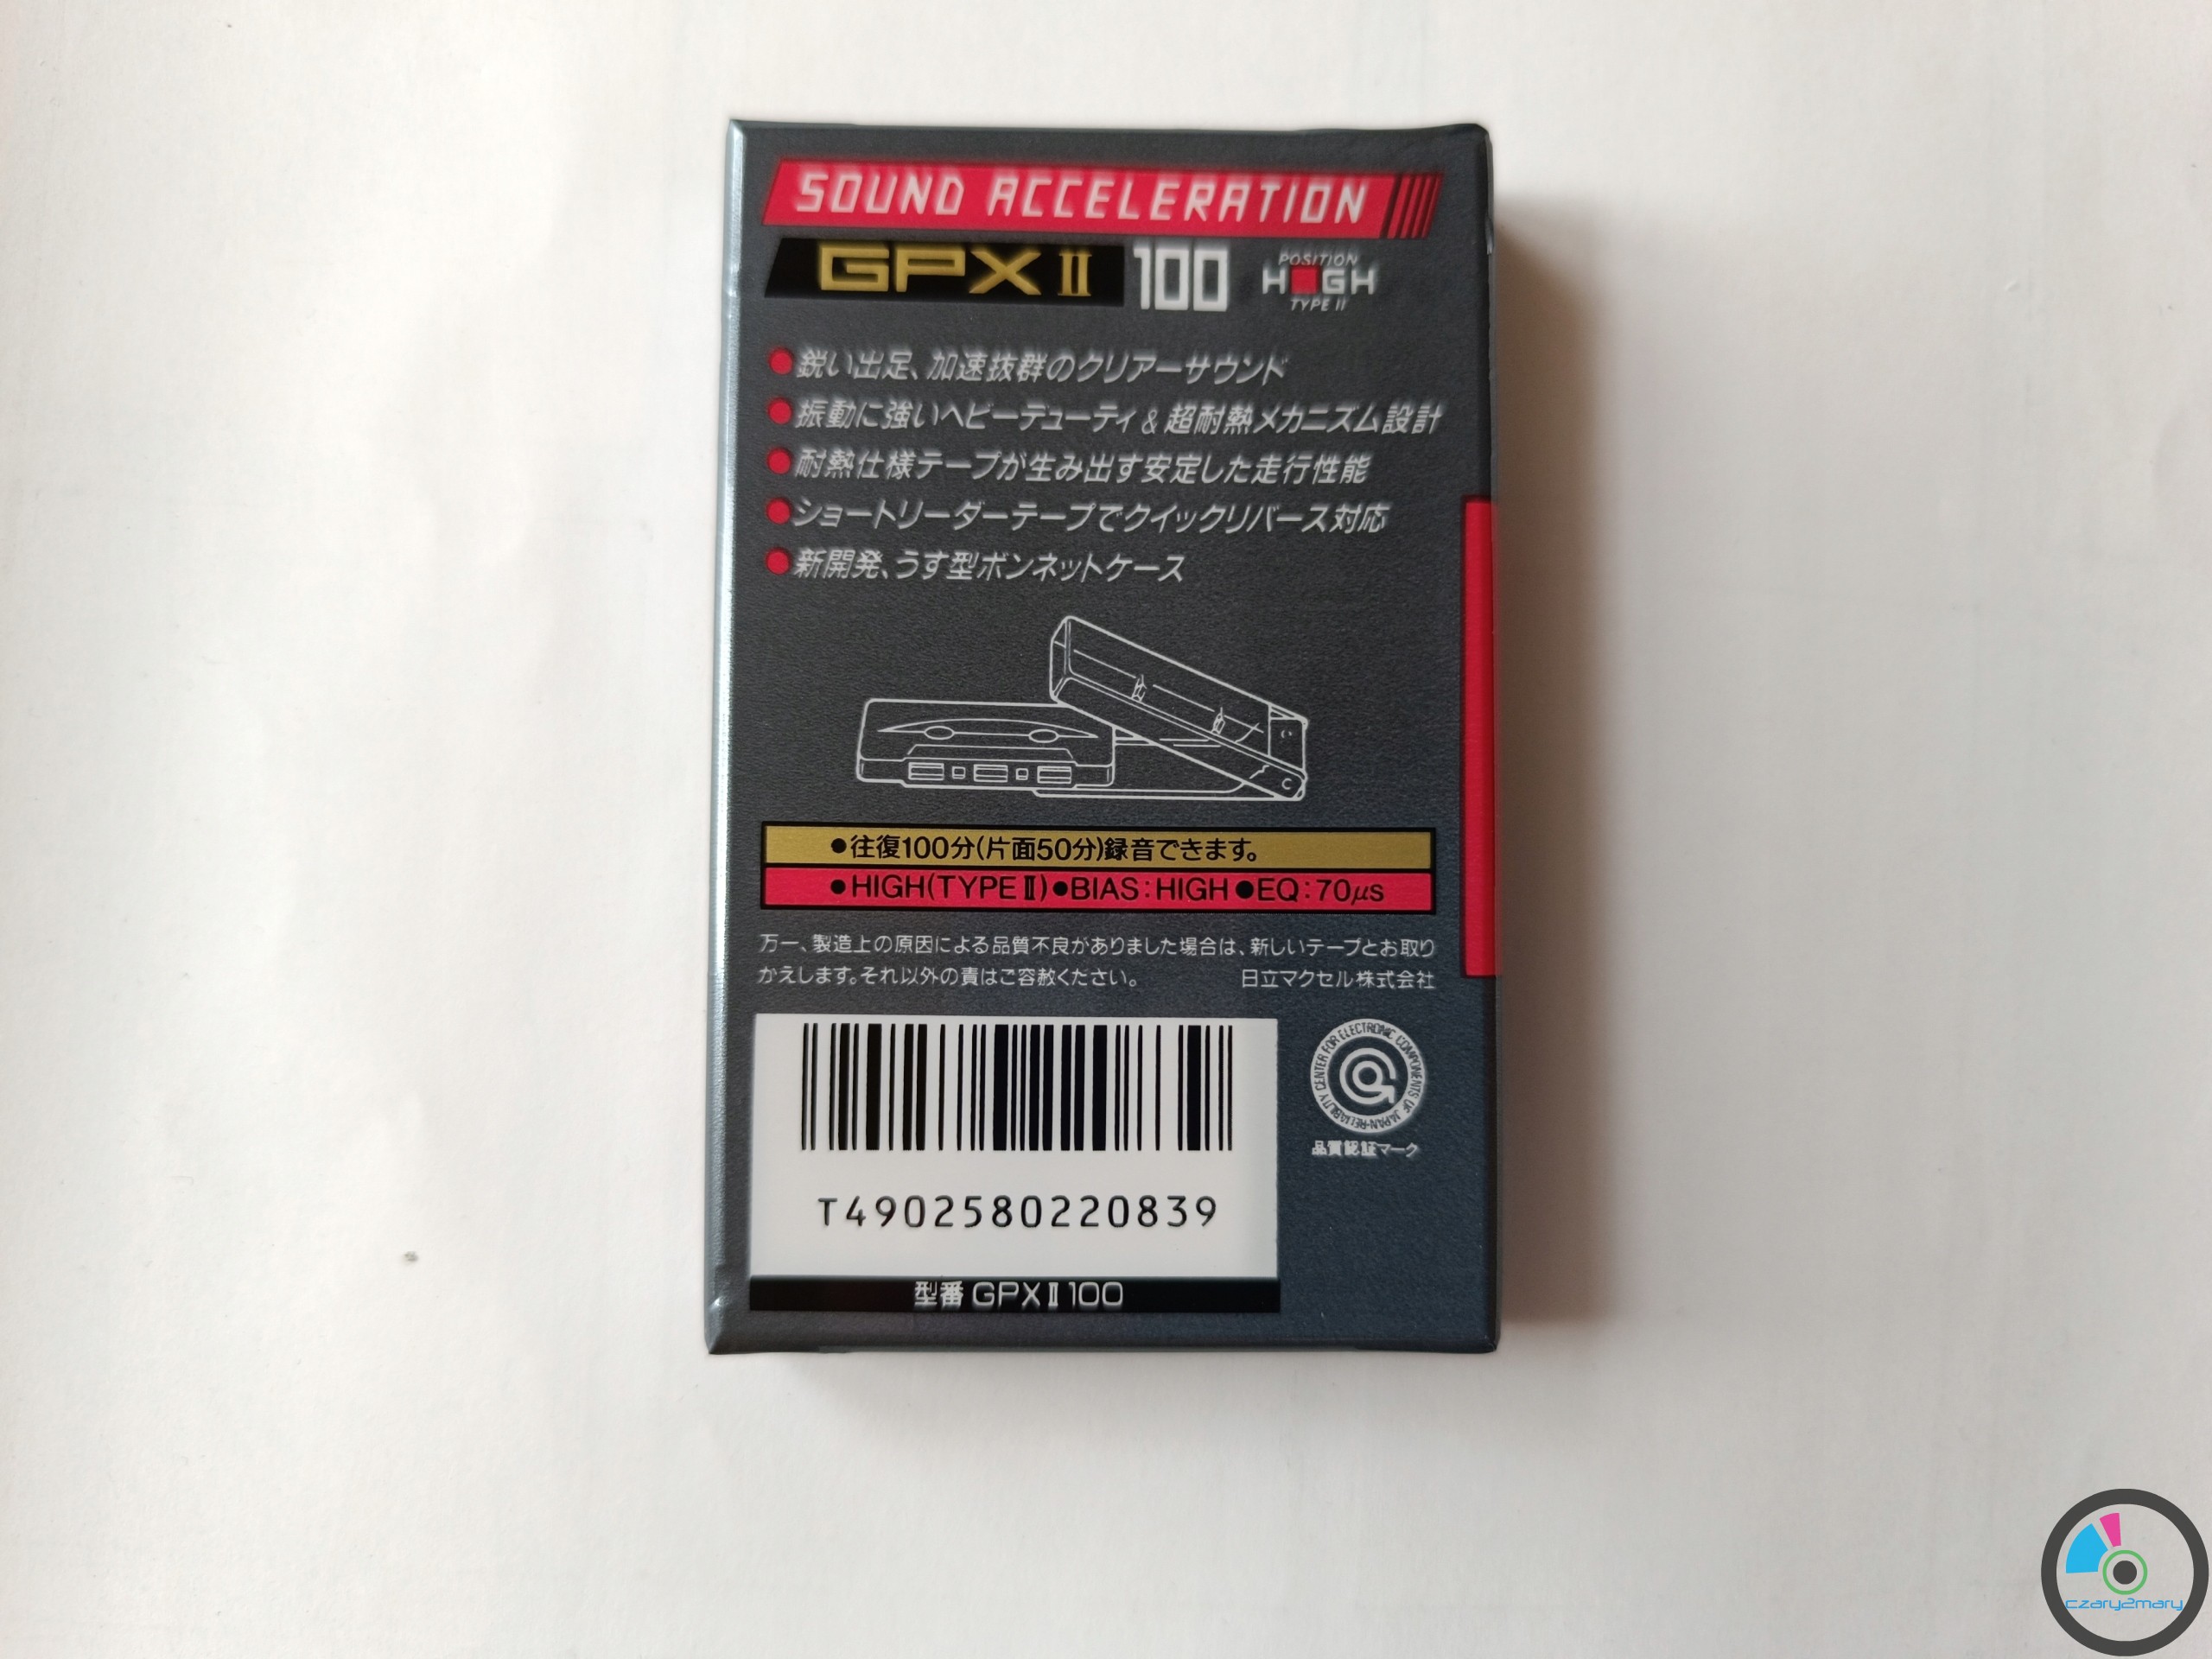 SOUND ACCELERATION
GPX II 100
POSITION
HIGH
TYPE II
●鋭い出足、加速抜群のクリアーサウンド
●振動に強いヘビーデューティ&超耐熱メカニズム設計
●耐熱仕様テープが生み出す安定した走行性能
●ショートリーダーテープでクイックリバース対応
●新開発、うす型ボンネットケース
●往復100分(片面50分)録音できます。
●HIGH(TYPE II)●BIAS:HIGH●EQ:70μs
万一、製造上の原因による品質不良がありました場合は、新しいテープとお取り
かえします。それ以外の責はご容赦ください。 日立マクセル株式会社
RELIABILITY CENTER FOR ELECTRONIC COMPONENTS OF JAPAN
品質認証マーク
T4902580220839
型番 GPX II 100
czary2mary